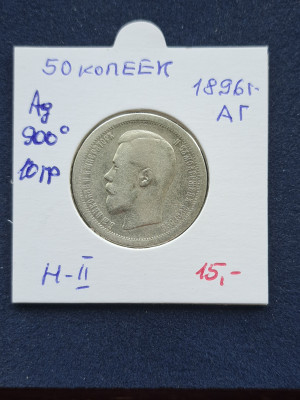 50 копеек
1896г-
АГ
Ag
900°
10гр
Н-II
15,-